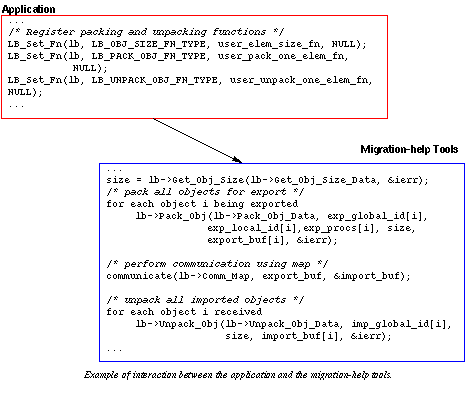 Application
...
/* Register packing and unpacking functions */
LB_Set_Fn(lb, LB_OBJ_SIZE_FN_TYPE, user_elem_size_fn, NULL);
LB_Set_Fn(lb, LB_PACK_OBJ_FN_TYPE, user_pack_one_elem_fn,
NULL);
LB_Set_Fn(lb, LB_UNPACK_OBJ_FN_TYPE, user_unpack_one_elem_fn,
NULL);
...
Migration-help Tools
...
size = lb->Get_Obj_Size(lb->Get_Obj_Size_Data, &ierr);
/* pack all objects for export */
for each object i being exported
lb->Pack_Obj(lb->Pack_Obj_Data, exp_global_id[i],
exp_local_id[i],exp_procs[i], size,
export_buf[i], &ierr);
/* perform communication using map */
communicate(lb->Comm_Map, export_buf, &import_buf);
/* unpack all imported objects */
for each object i received
lb->Unpack_Obj(lb->Unpack_Obj_Data, imp_global_id[i],
size, import_buf[i], &ierr);
...
Example of interaction between the application and the migration-help tools.